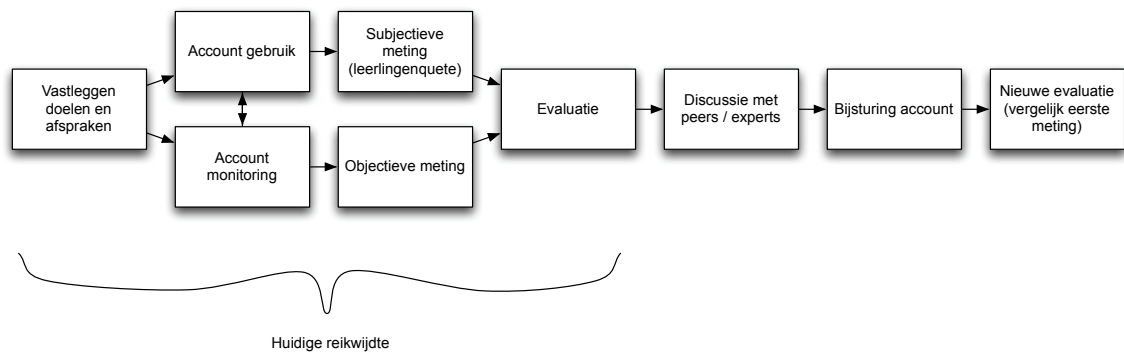 Vastleggen
doelen en
afspraken
Account gebruik
Account
monitoring
Subjectieve
meting
(leerlingenquete)
Objectieve meting
Evaluatie
Discussie met
peers / experts
Bijsturing account
Nieuwe evaluatie
(vergelijk eerste
meting)
Huidige reikwijdte